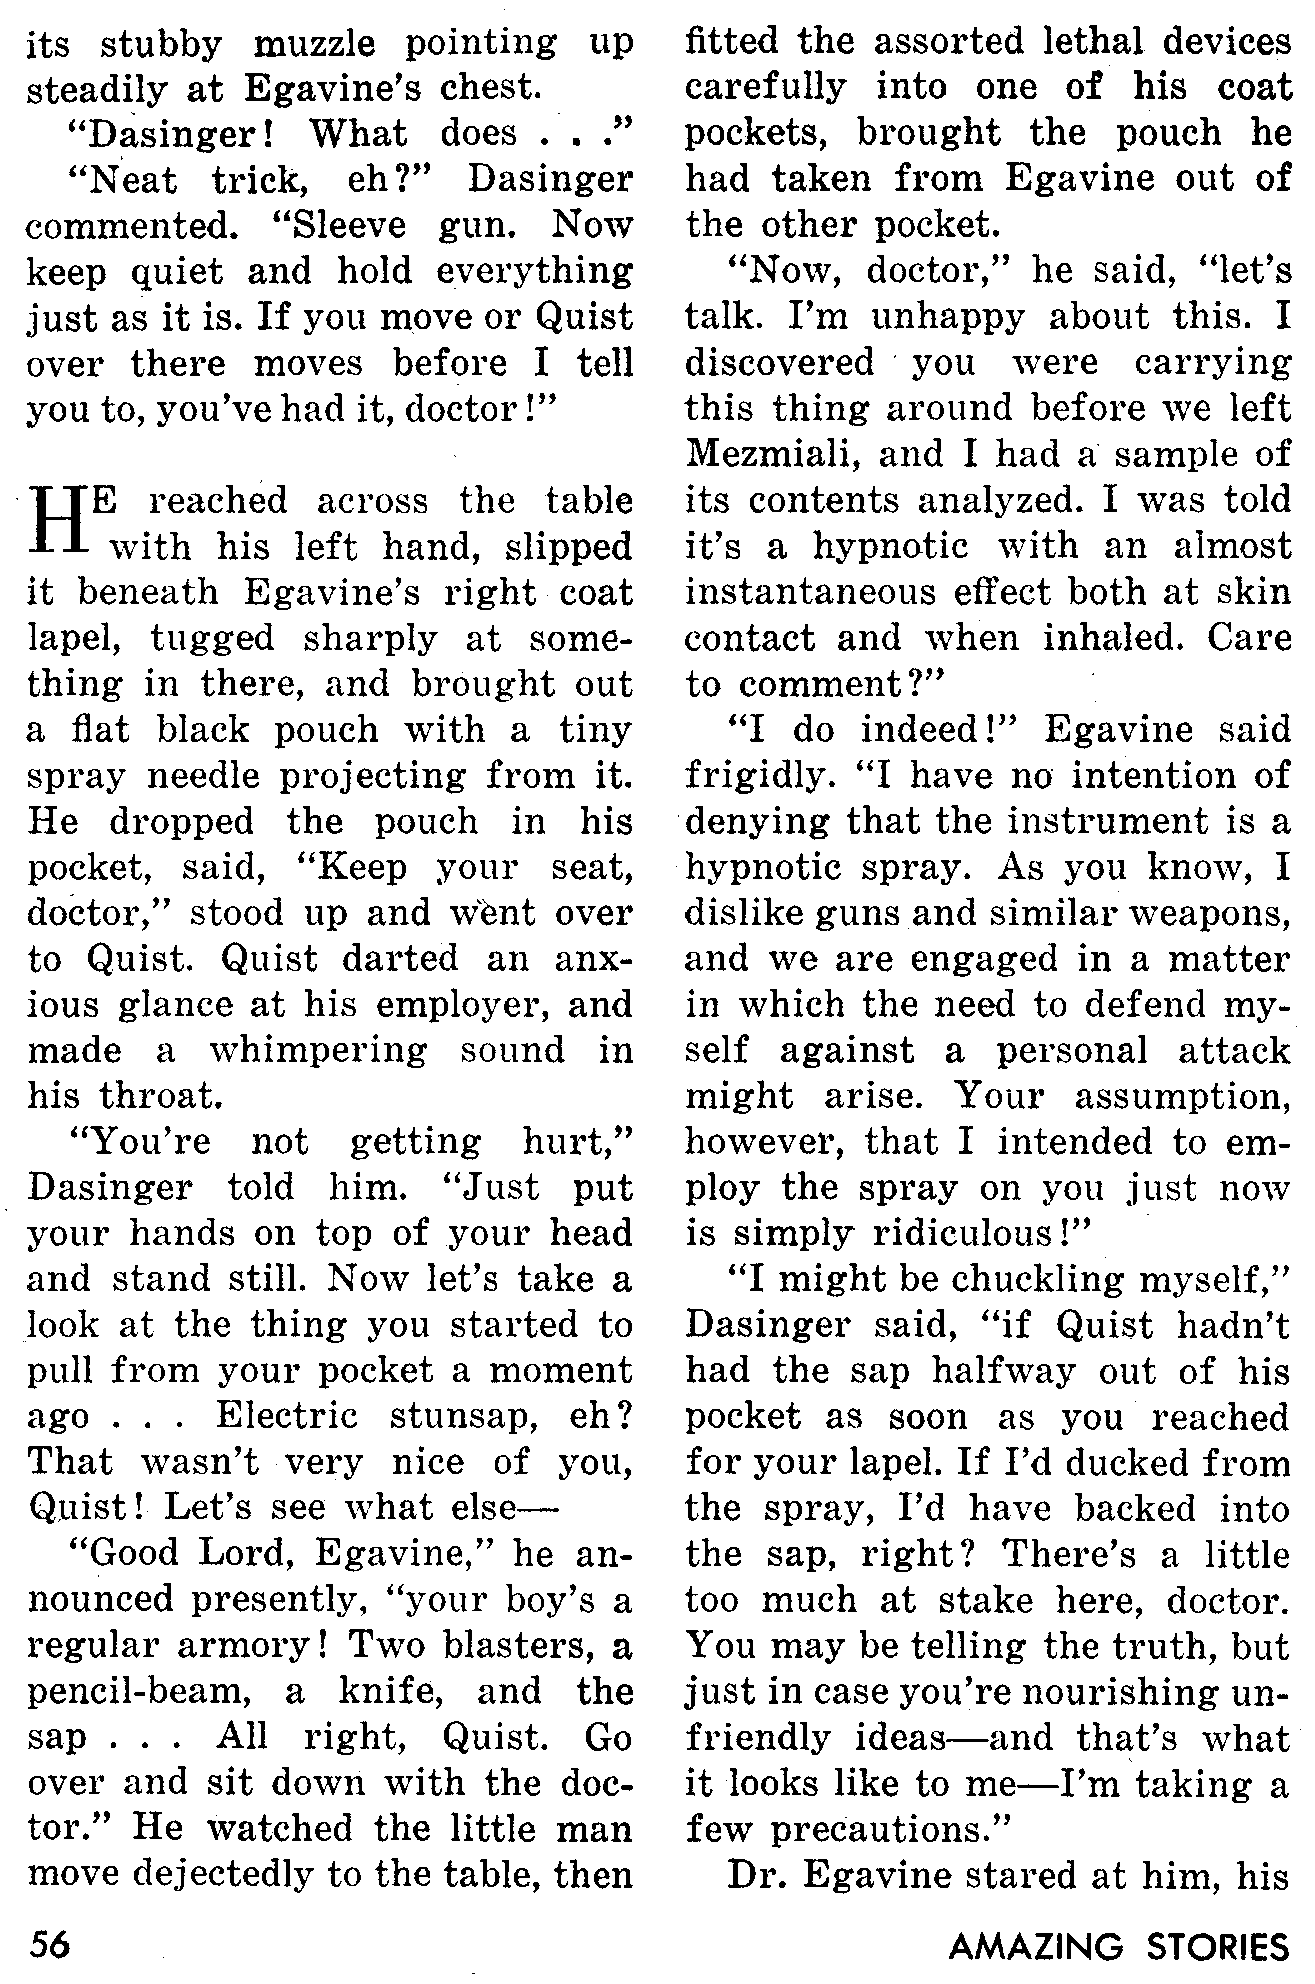 its stubby muzzle pointing up
steadily at Egavine's chest.
“Dasinger! What does . . .”
“Neat trick, eh?” Dasinger
commented. “Sleeve gun. Now
keep quiet and hold everything
just as it is. If you move or Quist
over there moves before I tell
you to, you've had it, doctor!”
HE reached across the table
with his left hand, slipped
it beneath Egavine's right coat
lapel, tugged sharply at some-
thing in there, and brought out
a flat black pouch with a tiny
spray needle projecting from it.
He dropped the pouch in his
pocket, said, “Keep your seat,
doctor,” stood up and went over
to Quist. Quist darted an anx-
ious glance at his employer, and
made a whimpering sound in
his throat.
“You're not getting hurt,”
Dasinger told him. “Just put
your hands on top of your head
and stand still. Now let's take a
look at the thing you started to
pull from your pocket a moment
ago . . . Electric stunsap, eh?
That wasn't very nice of you,
Quist! Let's see what else—
“Good Lord, Egavine,” he an-
nounced presently, “your boy's a
regular armory! Two blasters, a
pencil-beam, a knife, and the
sap . . . All right, Quist. Go
over and sit down with the doc-
tor.” He watched the little man
move dejectedly to the table, then
fitted the assorted lethal devices
carefully into one of his coat
pockets, brought the pouch he
had taken from Egavine out of
the other pocket.
“Now, doctor,” he said, “let's
talk. I'm unhappy about this. I
discovered you were carrying
this thing around before we left
Mezmiali, and I had a sample of
its contents analyzed. I was told
it's a hypnotic with an almost
instantaneous effect both at skin
contact and when inhaled. Care
to comment?”
“I do indeed!” Egavine said
frigidly. “I have no intention of
denying that the instrument is a
hypnotic spray. As you know, I
dislike guns and similar weapons,
and we are engaged in a matter
in which the need to defend my-
self against a personal attack
might arise. Your assumption,
however, that I intended to em-
ploy the spray on you just now
is simply ridiculous!”
“I might be chuckling myself,”
Dasinger said, “if Quist hadn't
had the sap halfway out of his
pocket as soon as you reached
for your lapel. If I'd ducked from
the spray, I'd have backed into
the sap, right? There's a little
too much at stake here, doctor.
You may be telling the truth, but
just in case you're nourishing un-
friendly ideas—and that's what
it looks like to me—I'm taking a
few precautions.”
Dr. Egavine stared at him, his
56
AMAZING STORIES